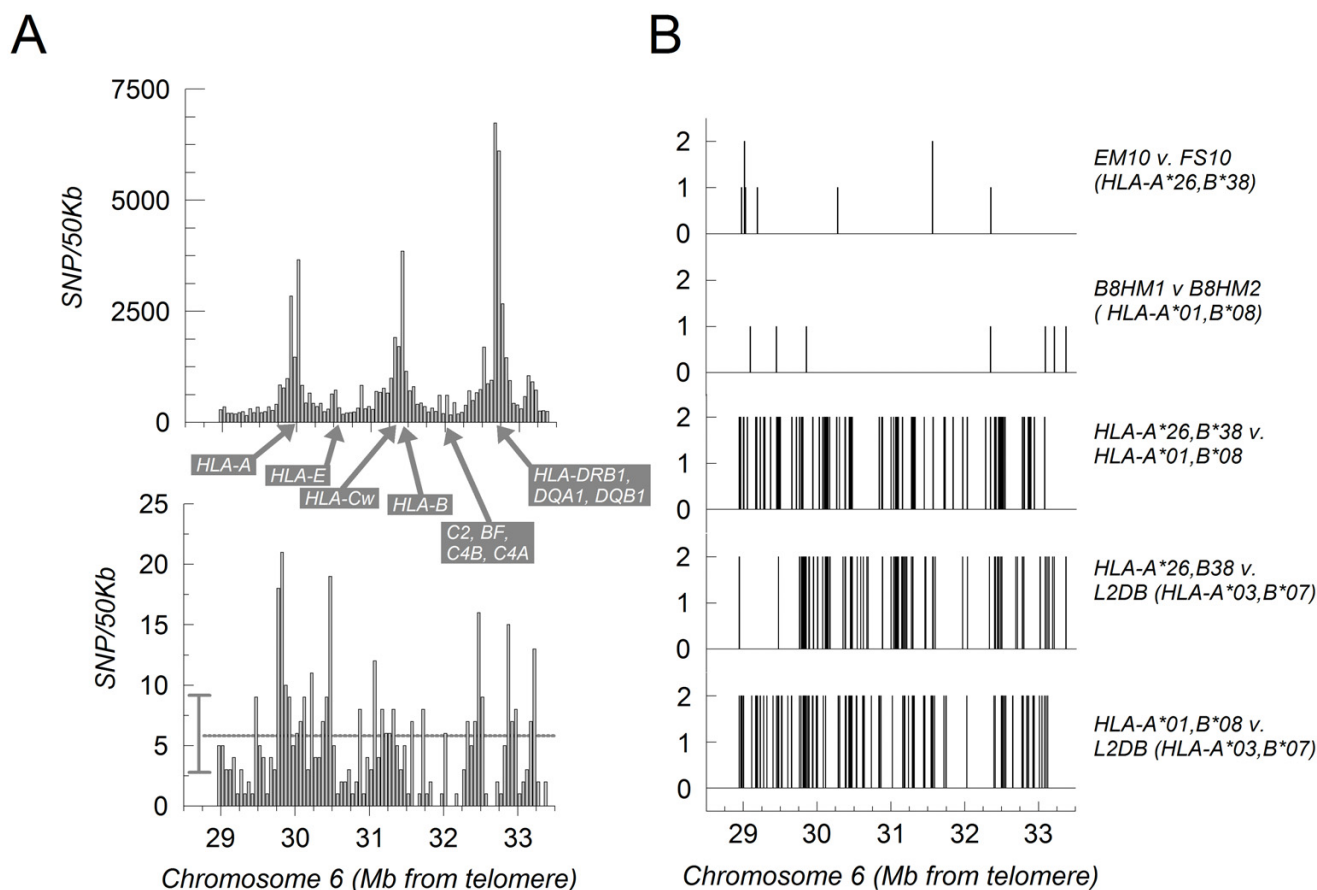 A
7500
5000
2500
0
SNP/50Kb
HLA-A
HLA-E
HLA-Cw
HLA-B
C2, BF,
C4B, C4A
HLA-DRB1,
DQA1, DQB1
25
20
15
10
5
0
SNP/50Kb
29 30 31 32 33
Chromosome 6 (Mb from telomere)
B
2
1
0
EM10 v. FS10
(HLA-A*26,B*38)
2
1
0
B8HM1 v B8HM2
( HLA-A*01,B*08)
2
1
0
HLA-A*26,B*38 v.
HLA-A*01,B*08
2
1
0
HLA-A*26,B38 v.
L2DB (HLA-A*03,B*07)
2
1
0
HLA-A*01,B*08 v.
L2DB (HLA-A*03,B*07)
29 30 31 32 33
Chromosome 6 (Mb from telomere)